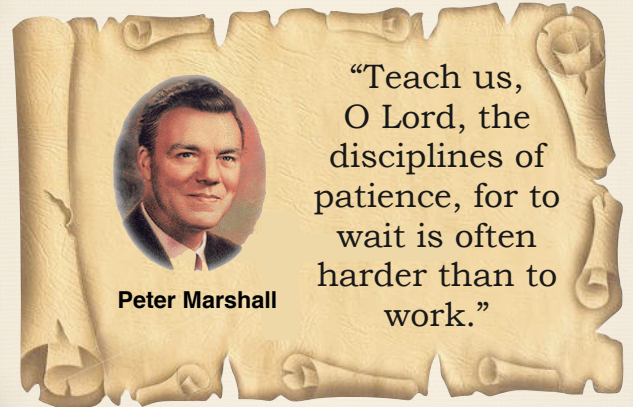 Peter Marshall
“Teach us,
O Lord, the
disciplines of
patience, for to
wait is often
harder than to
work.”